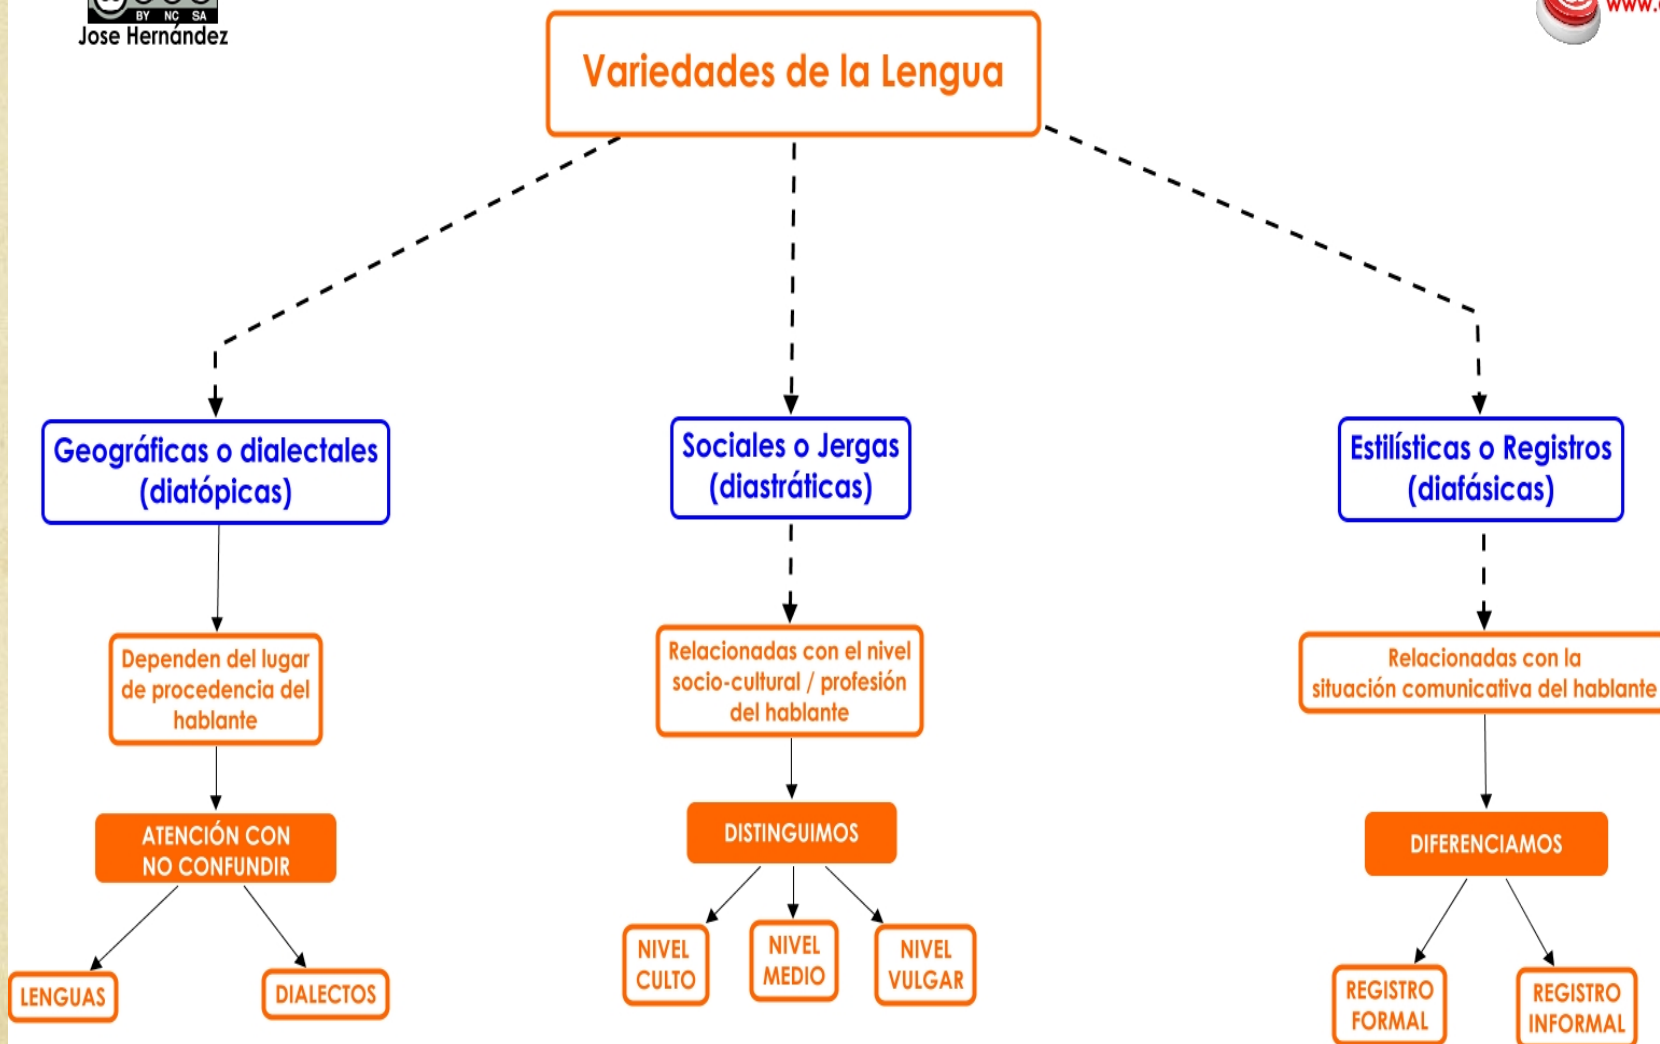 BY NC SA
Jose Hernández
Variedades de la Lengua
Geográficas o dialectales
(diatópicas)
Sociales o Jergas
(diastráticas)
Estilísticas o Registros
(diafásicas)
Dependen del lugar
de procedencia del
hablante
Relacionadas con el nivel
socio-cultural / profesión
del hablante
Relacionadas con la
situación comunicativa del hablante
ATENCIÓN CON
NO CONFUNDIR
DISTINGUIMOS
DIFERENCIAMOS
LENGUAS
DIALECTOS
NIVEL
CULTO
NIVEL
MEDIO
NIVEL
VULGAR
REGISTRO
FORMAL
REGISTRO
INFORMAL